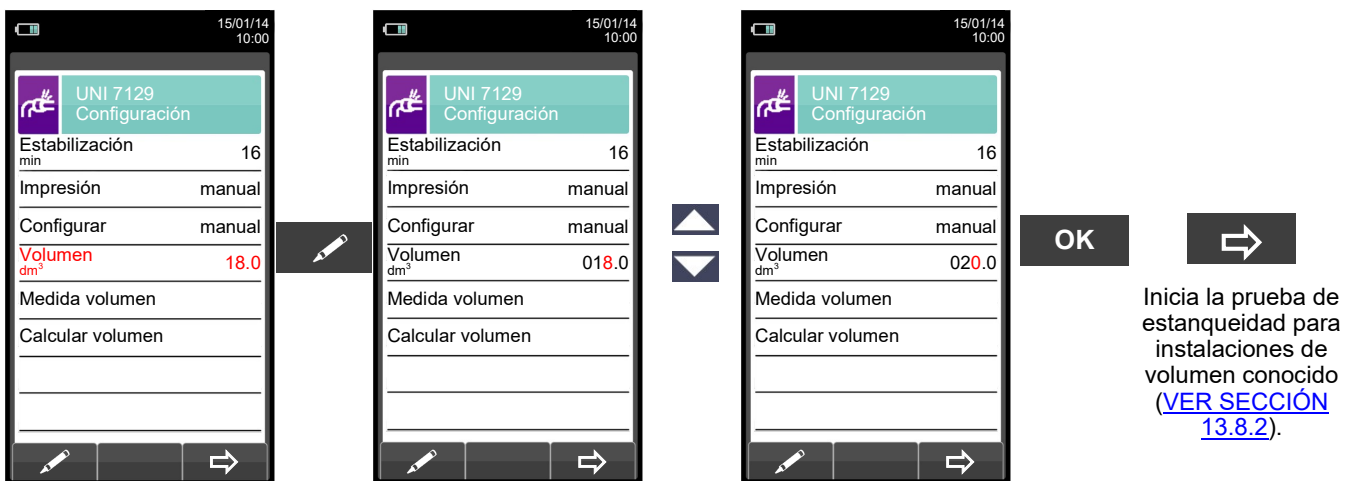 15/01/14
10:00
UNI 7129
Configuración
Estabilización
min
16
Impresión manual
Configurar manual
Volumen
dm³
18.0
Medida volumen
Calcular volumen
15/01/14
10:00
UNI 7129
Configuración
Estabilización
min
16
Impresión manual
Configurar manual
Volumen
dm³
018.0
Medida volumen
Calcular volumen
15/01/14
10:00
UNI 7129
Configuración
Estabilización
min
16
Impresión manual
Configurar manual
Volumen
dm³
020.0
Medida volumen
Calcular volumen
OK
Inicia la prueba de
estanqueidad para
instalaciones de
volumen conocido
(VER SECCIÓN
13.8.2).